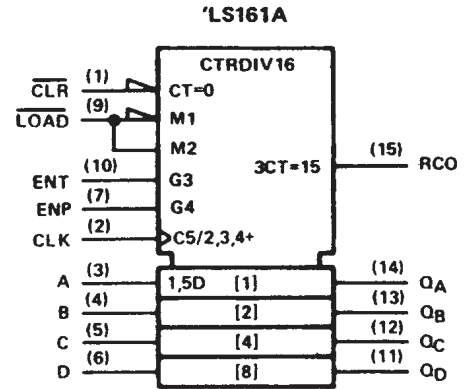 'LS161A
CTRDIV16
CLR (1) CT=0
LOAD (9) M1
M2
(15)
3CT=15 RCO
ENT (10) G3
ENP (7) G4
CLK (2) C5/2,3,4+
A (3) 1,5D [1] (14) QA
B (4) [2] (13) QB
C (5) [4] (12) QC
D (6) [8] (11) QD